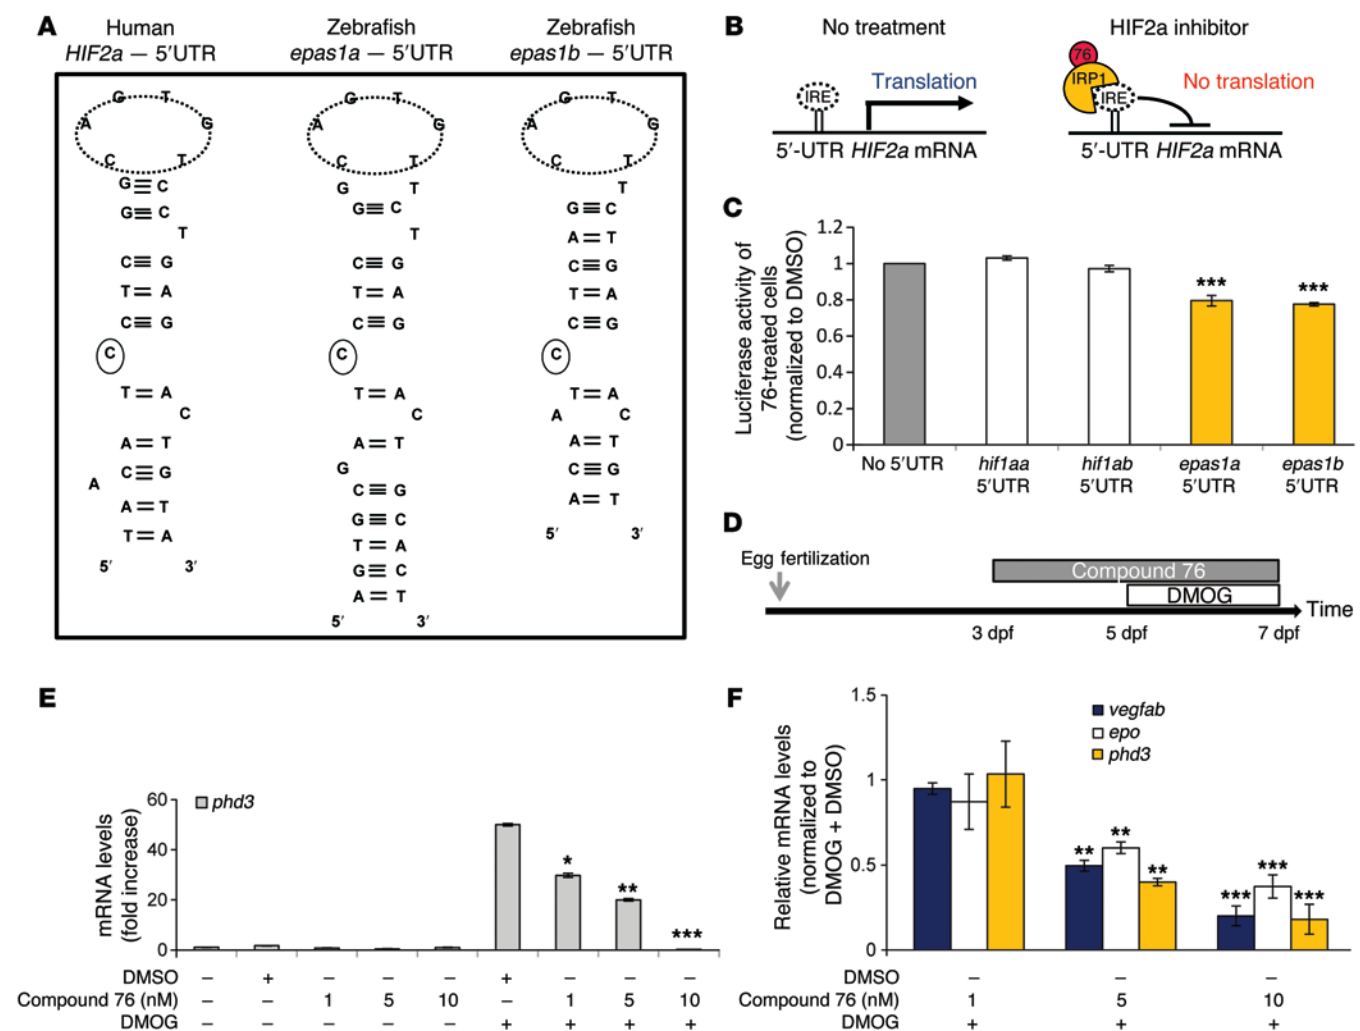 A
Human
HIF2a — 5′UTR
Zebrafish
epas1a — 5′UTR
Zebrafish
epas1b — 5′UTR
G T
A G
C T
G≡C
G≡C
T
C≡G
T=A
C≡G
C
T=A
C
A=T
C≡G
A
A=T
T=A
5′ 3′
G T
A G
C T
G T
G≡C
T
C≡G
T=A
C≡G
C
T=A
C
A=T
G
C≡G
G≡C
T=A
G≡C
A=T
5′ 3′
G T
A G
C T
T
G≡C
A=T
C≡G
T=A
C≡G
C
T=A
A C
A=T
C≡G
A=T
5′ 3′
B
No treatment
IRE
Translation
5′-UTR HIF2a mRNA
HIF2a inhibitor
76
IRP1
IRE
No translation
5′-UTR HIF2a mRNA
C
Luciferase activity of
76-treated cells
(normalized to DMSO)
1.2
1
0.8
0.6
0.4
0.2
0
*** ***
No 5′UTR hif1aa hif1ab epas1a epas1b
5′UTR 5′UTR 5′UTR 5′UTR
D
Egg fertilization
Compound 76
DMOG
Time
3 dpf 5 dpf 7 dpf
E
mRNA levels
(fold increase)
60
40
20
0
phd3
* ** ***
DMSO – + – – – + – – –
Compound 76 (nM) – – 1 5 10 – 1 5 10
DMOG – – – – – + + + +
F
Relative mRNA levels
(normalized to
DMOG + DMSO)
1.5
1
0.5
0
vegfab
epo
phd3
** ** **
*** *** ***
DMSO – – –
Compound 76 (nM) 1 5 10
DMOG + + +